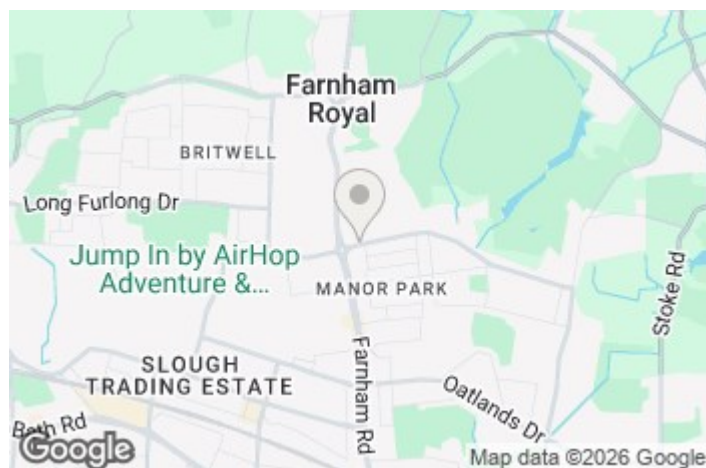 Farnham
Royal
BRITWELL
Long Furlong Dr
Jump In by AirHop
Adventure &...
MANOR PARK
Stoke Rd
SLOUGH
TRADING ESTATE
Farnham Rd
Oatlands Dr
Bath Rd
Google
Map data ©2026 Google